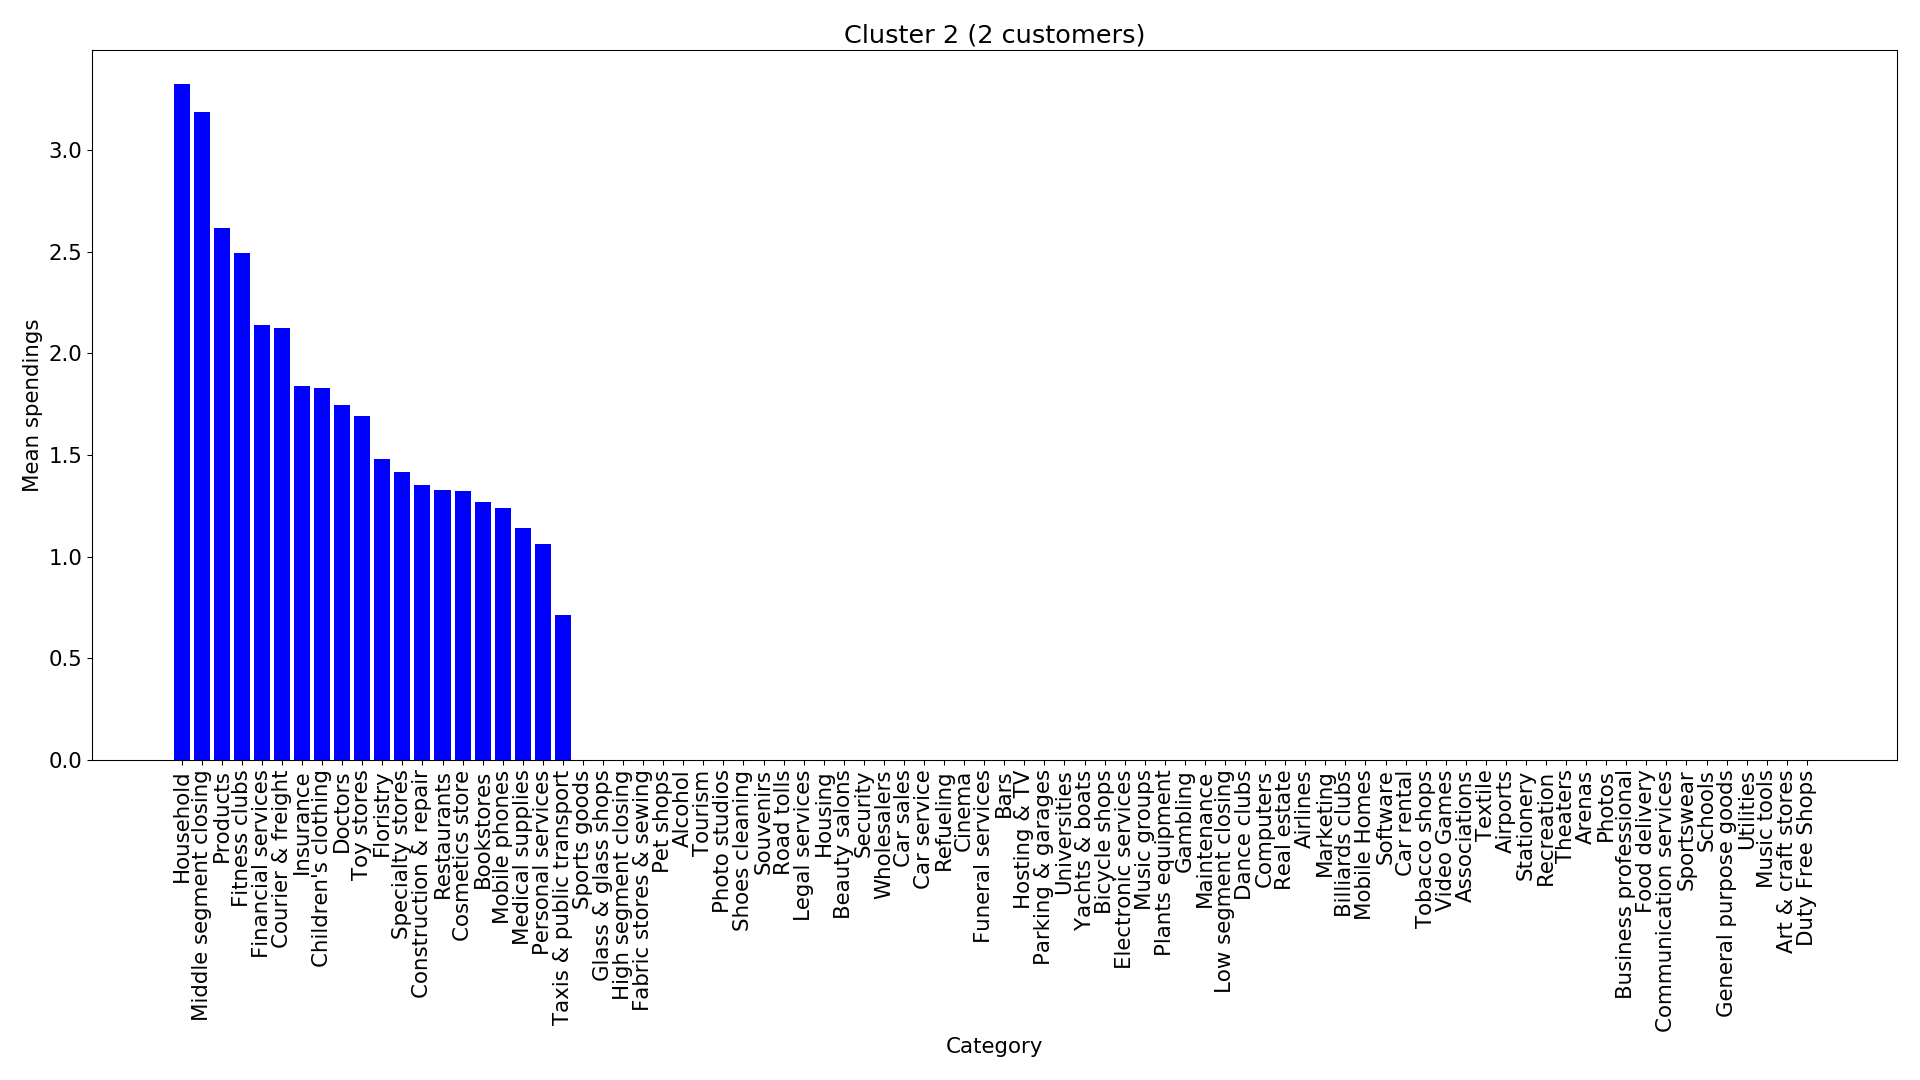 Cluster 2 (2 customers)
Mean spendings
3.0
2.5
2.0
1.5
1.0
0.5
0.0
Household
Middle segment closing
Products
Fitness clubs
Financial services
Courier & freight
Insurance
Children's clothing
Doctors
Toy stores
Floristry
Specialty stores
Construction & repair
Restaurants
Cosmetics store
Bookstores
Mobile phones
Medical supplies
Personal services
Taxis & public transport
Sports goods
Glass & glass shops
High segment closing
Fabric stores & sewing
Pet shops
Alcohol
Tourism
Photo studios
Shoes cleaning
Souvenirs
Road tolls
Legal services
Housing
Beauty salons
Security
Wholesalers
Car sales
Car service
Refueling
Cinema
Funeral services
Bars
Hosting & TV
Parking & garages
Universities
Yachts & boats
Bicycle shops
Electronic services
Music groups
Plants equipment
Gambling
Maintenance
Low segment closing
Dance clubs
Computers
Real estate
Airlines
Marketing
Billiards clubs
Mobile Homes
Software
Car rental
Tobacco shops
Video Games
Associations
Textile
Airports
Stationery
Recreation
Theaters
Arenas
Photos
Business professional
Food delivery
Communication services
Sportswear
Schools
General purpose goods
Utilities
Music tools
Art & craft stores
Duty Free Shops
Category